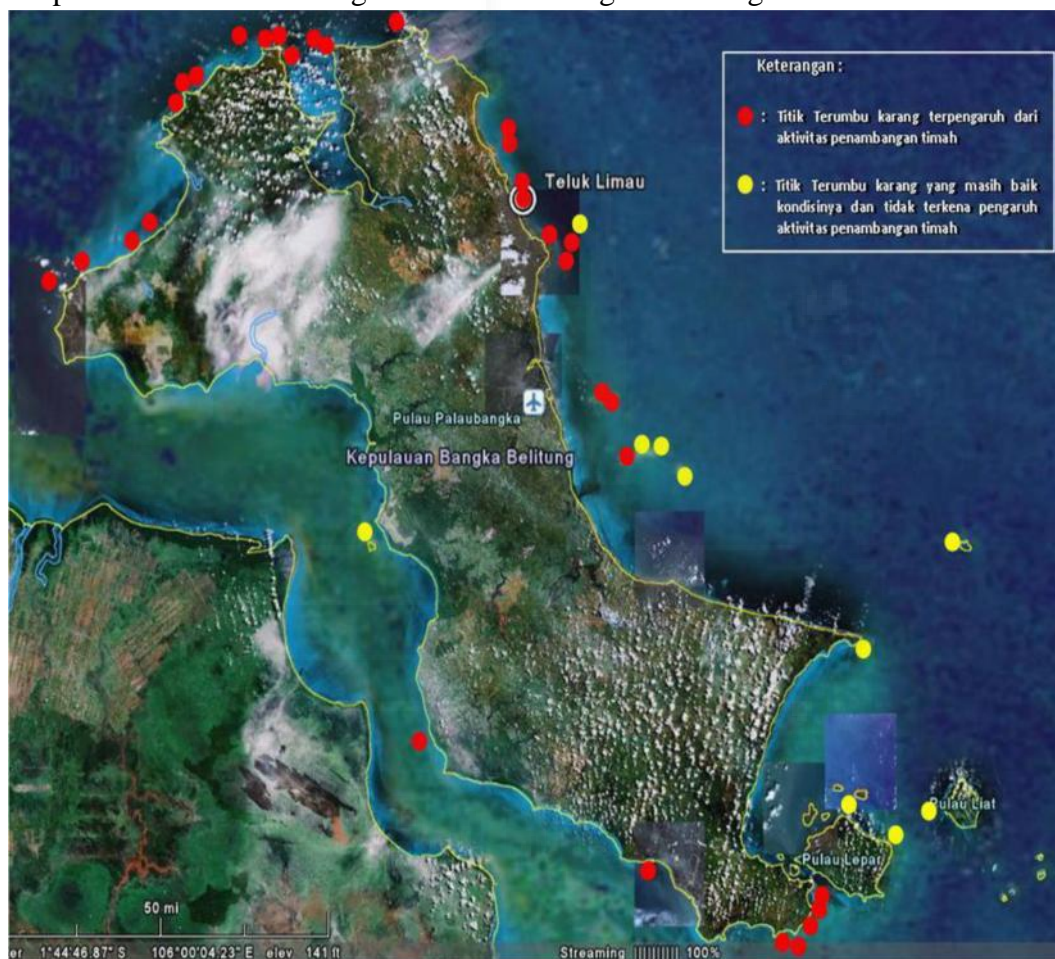 Keterangan :
: Titik Terumbu karang terpengaruh dari
aktivitas penambangan timah
: Titik Terumbu karang yang masih baik
kondisinya dan tidak terkena pengaruh
aktivitas penambangan timah
Teluk Limau
Pulau Palaubangka
Kepulauan Bangka Belitung
Pulau Liat
Pulau Lepar
50 mi
er 1°44'46.87" S 106°00'04.23" E elev 141 ft
Streaming |||||||||| 100%